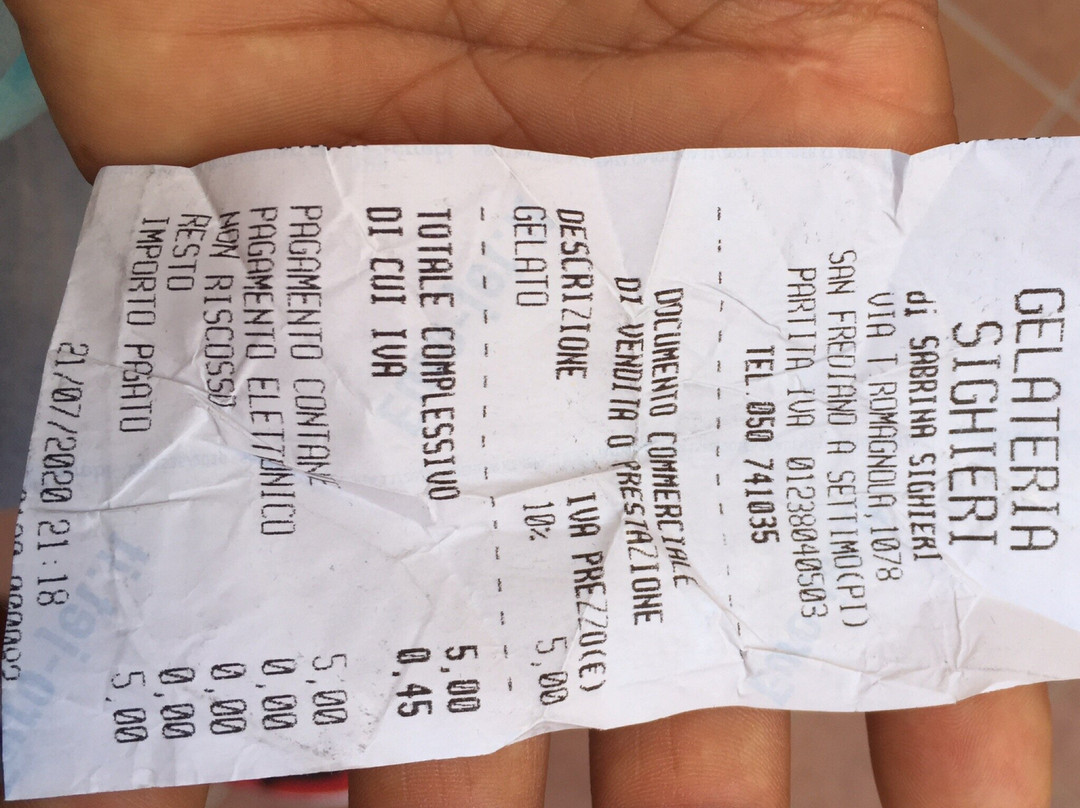 GELATERIA
SIGHIERI
di SABRINA SIGHIERI
VIA T.ROMAGNOLA,1078
SAN FREDIANO A SETTIMO(PI)
PARTITA IVA 01238040503
TEL.050 741035
DOCUMENTO COMMERCIALE
DI VENDITA O PRESTAZIONE
DESCRIZIONE IVA PREZZO(€)
GELATO 10% 5,00
TOTALE COMPLESSIVO 5,00
DI CUI IVA 0,45
PAGAMENTO CONTANTE 5,00
PAGAMENTO ELETTRONICO 0,00
NON RISCOSSO 0,00
RESTO 0,00
IMPORTO PAGATO 5,00
21/07/2020 21:18